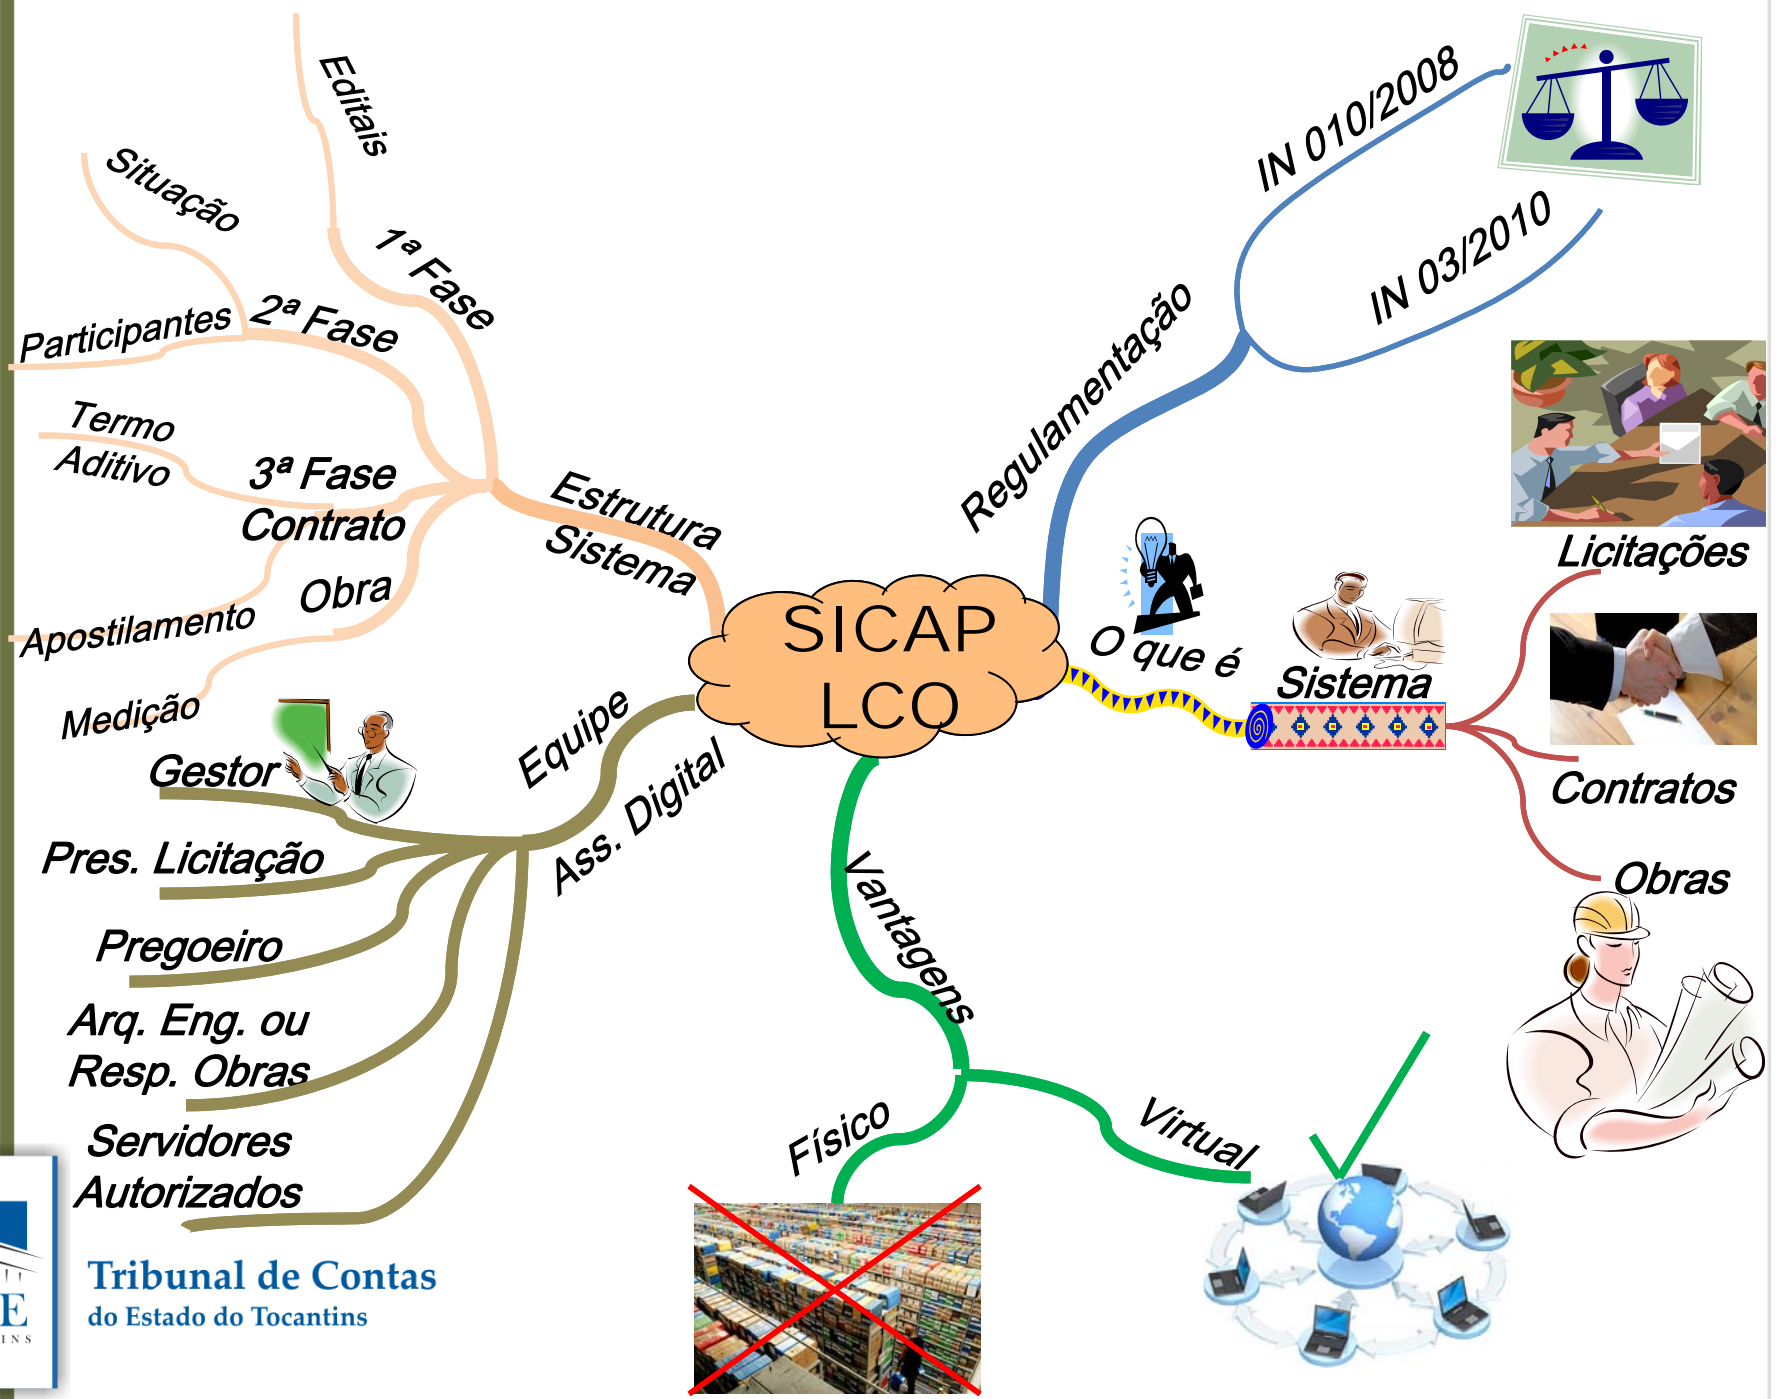 Editais
1ª Fase
Situação
2ª Fase
Participantes
Termo
Aditivo
3ª Fase
Contrato
Apostilamento
Obra
Medição
Estrutura
Sistema
IN 010/2008
IN 03/2010
Regulamentação
SICAP
LCO
O que é
Sistema
Licitações
Contratos
Obras
Equipe
Ass. Digital
Gestor
Pres. Licitação
Pregoeiro
Arq. Eng. ou
Resp. Obras
Servidores
Autorizados
Vantagens
Físico
Virtual
E
INS
Tribunal de Contas
do Estado do Tocantins